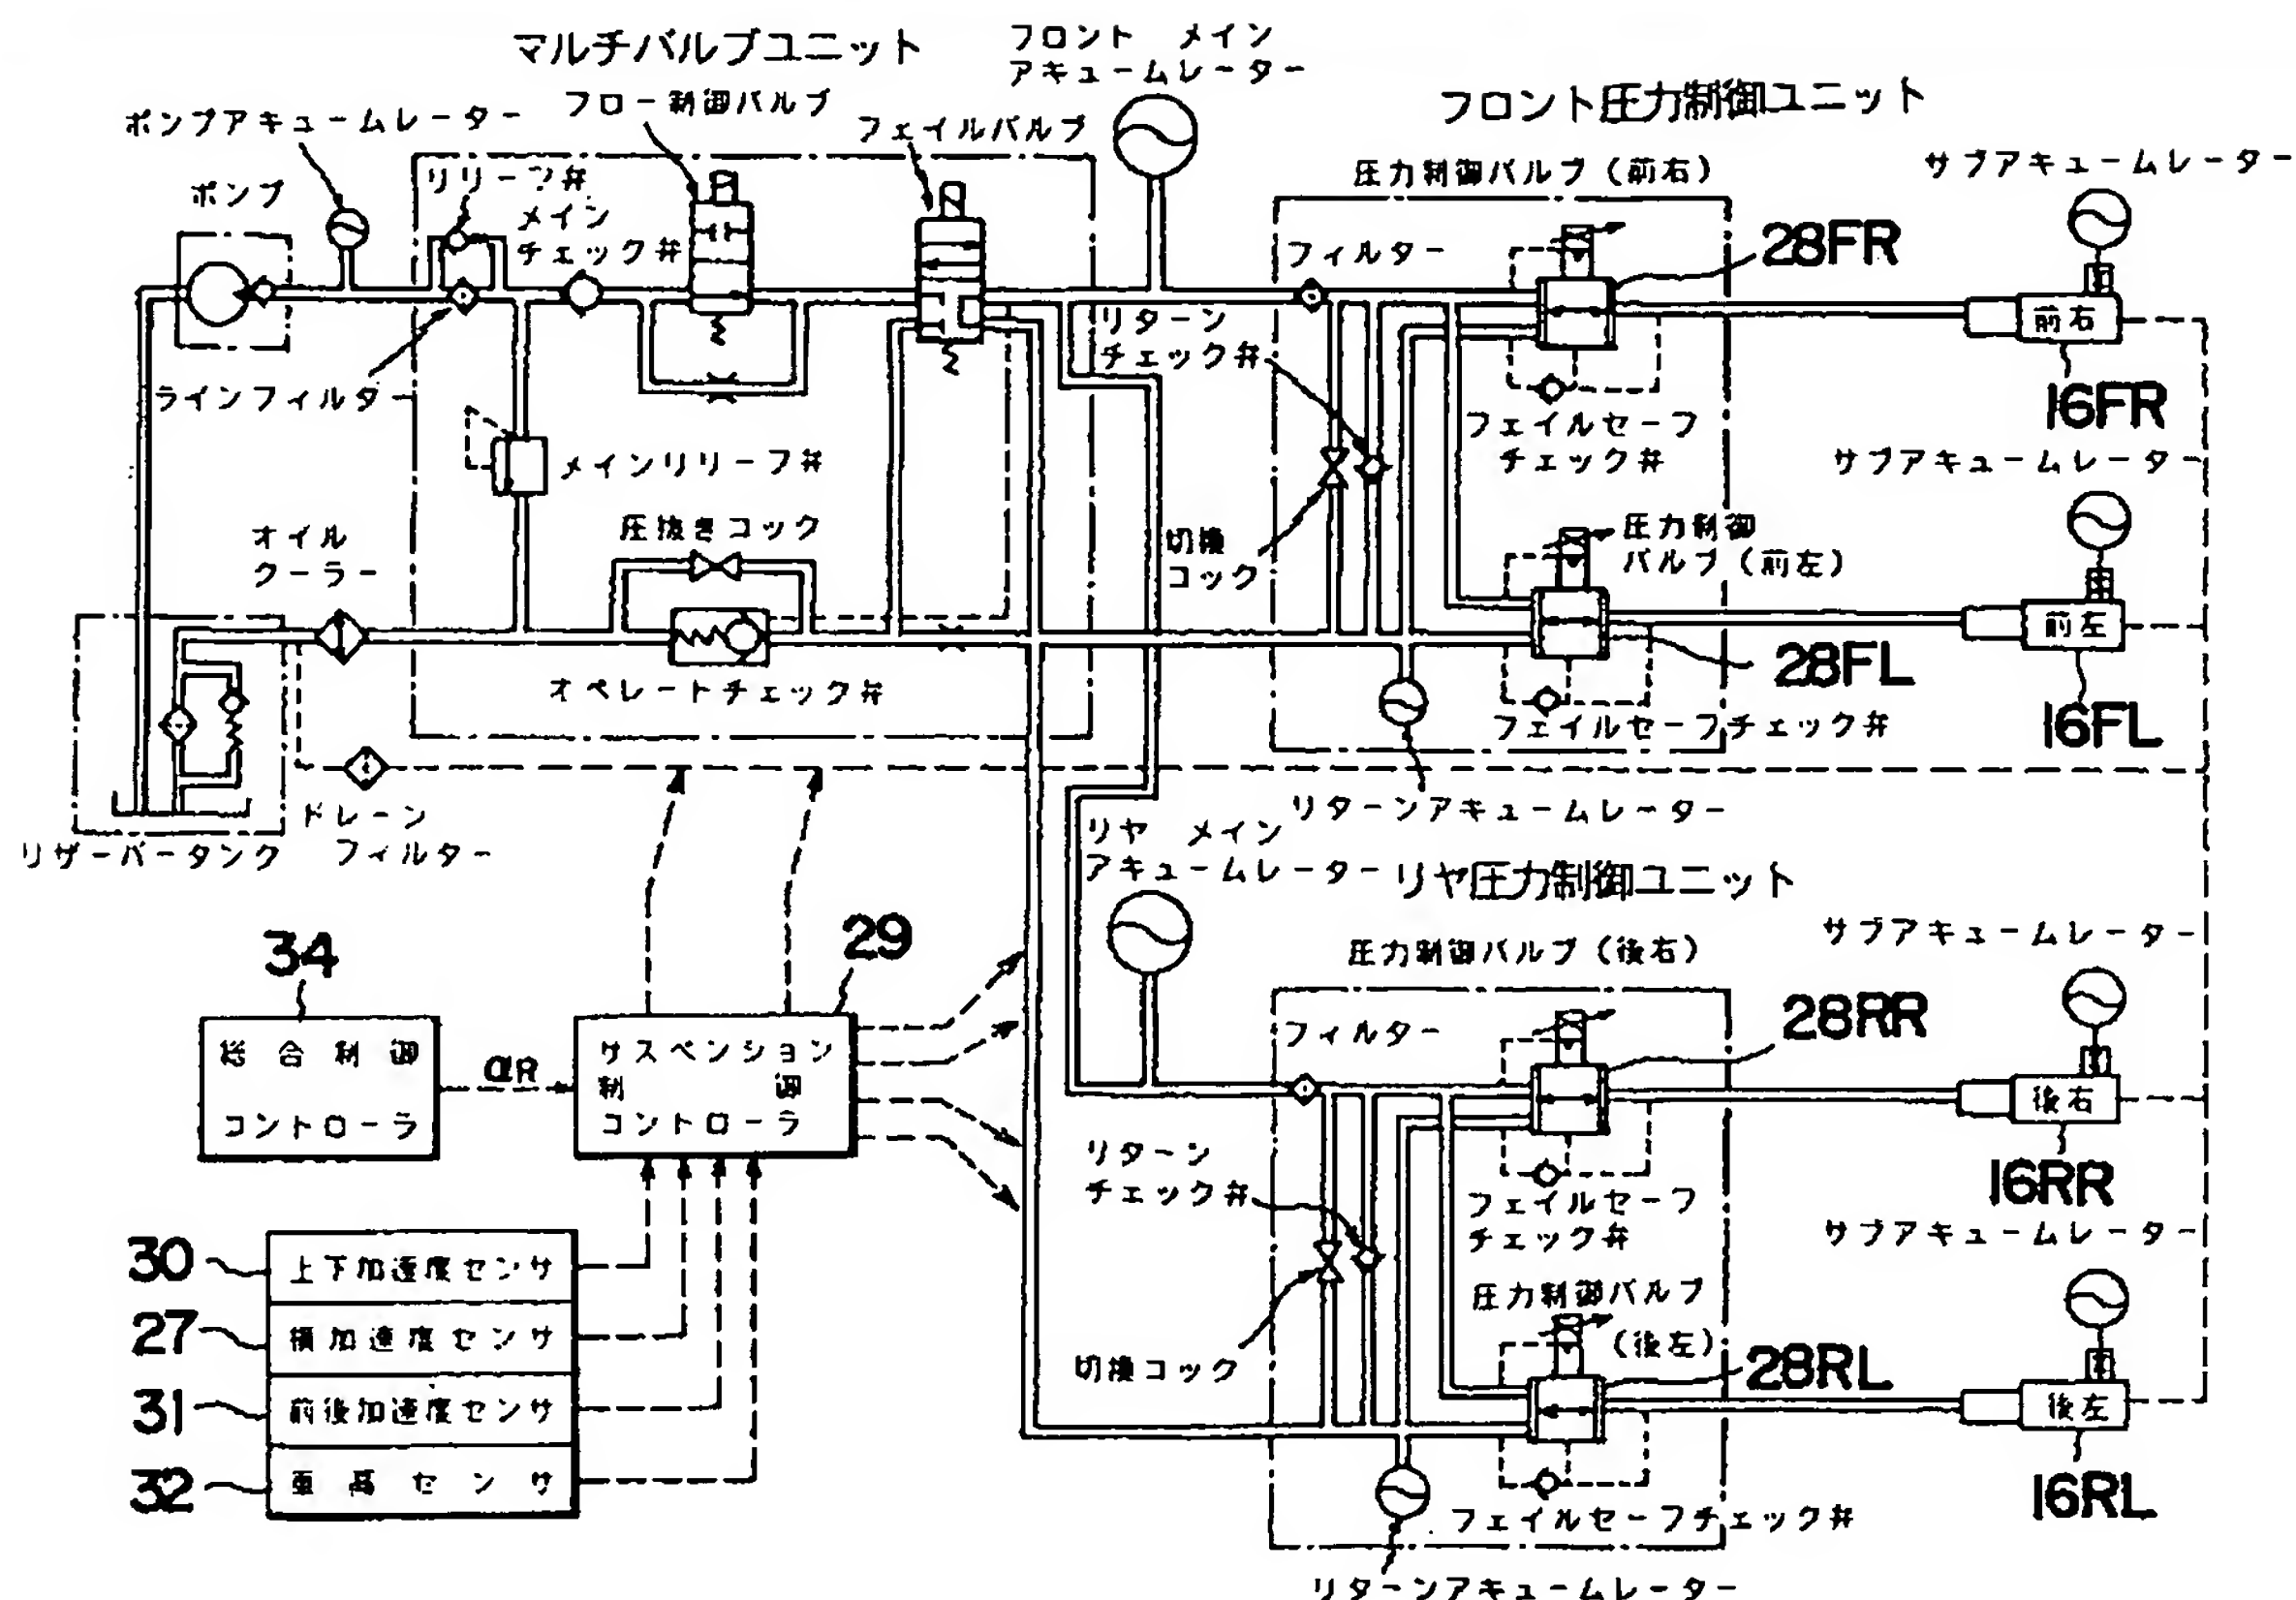 マルチバルブユニット
フロント メイン
アキュームレーター
ポンプアキュームレーター
フロー制御バルブ
フェイルバルブ
フロント圧力制御ユニット
ポンプ
リリーフ弁
メイン
チェック弁
圧力制御バルブ(前右)
サブアキュームレーター
フィルター
28FR
リターン
チェック弁
前右
16FR
ラインフィルター
メインリリーフ弁
フェイルセーフ
チェック弁
サブアキュームレーター
オイル
クーラー
圧抜きコック
切換
コック
圧力制御
バルブ(前左)
前左
28FL
16FL
オペレートチェック弁
フェイルセーフチェック弁
リザーバータンク
ドレーン
フィルター
リターンアキュームレーター
リヤ メイン
アキュームレーター
リヤ圧力制御ユニット
34
29
圧力制御バルブ(後右)
サブアキュームレーター
総合制御
コントローラ
αR
サスペンション
制御
コントローラ
フィルター
28RR
後右
16RR
リターン
チェック弁
フェイルセーフ
チェック弁
サブアキュームレーター
30
上下加速度センサ
27
横加速度センサ
31
前後加速度センサ
32
車高センサ
切換コック
圧力制御バルブ
(後左)
28RL
後左
16RL
フェイルセーフチェック弁
リターンアキュームレーター